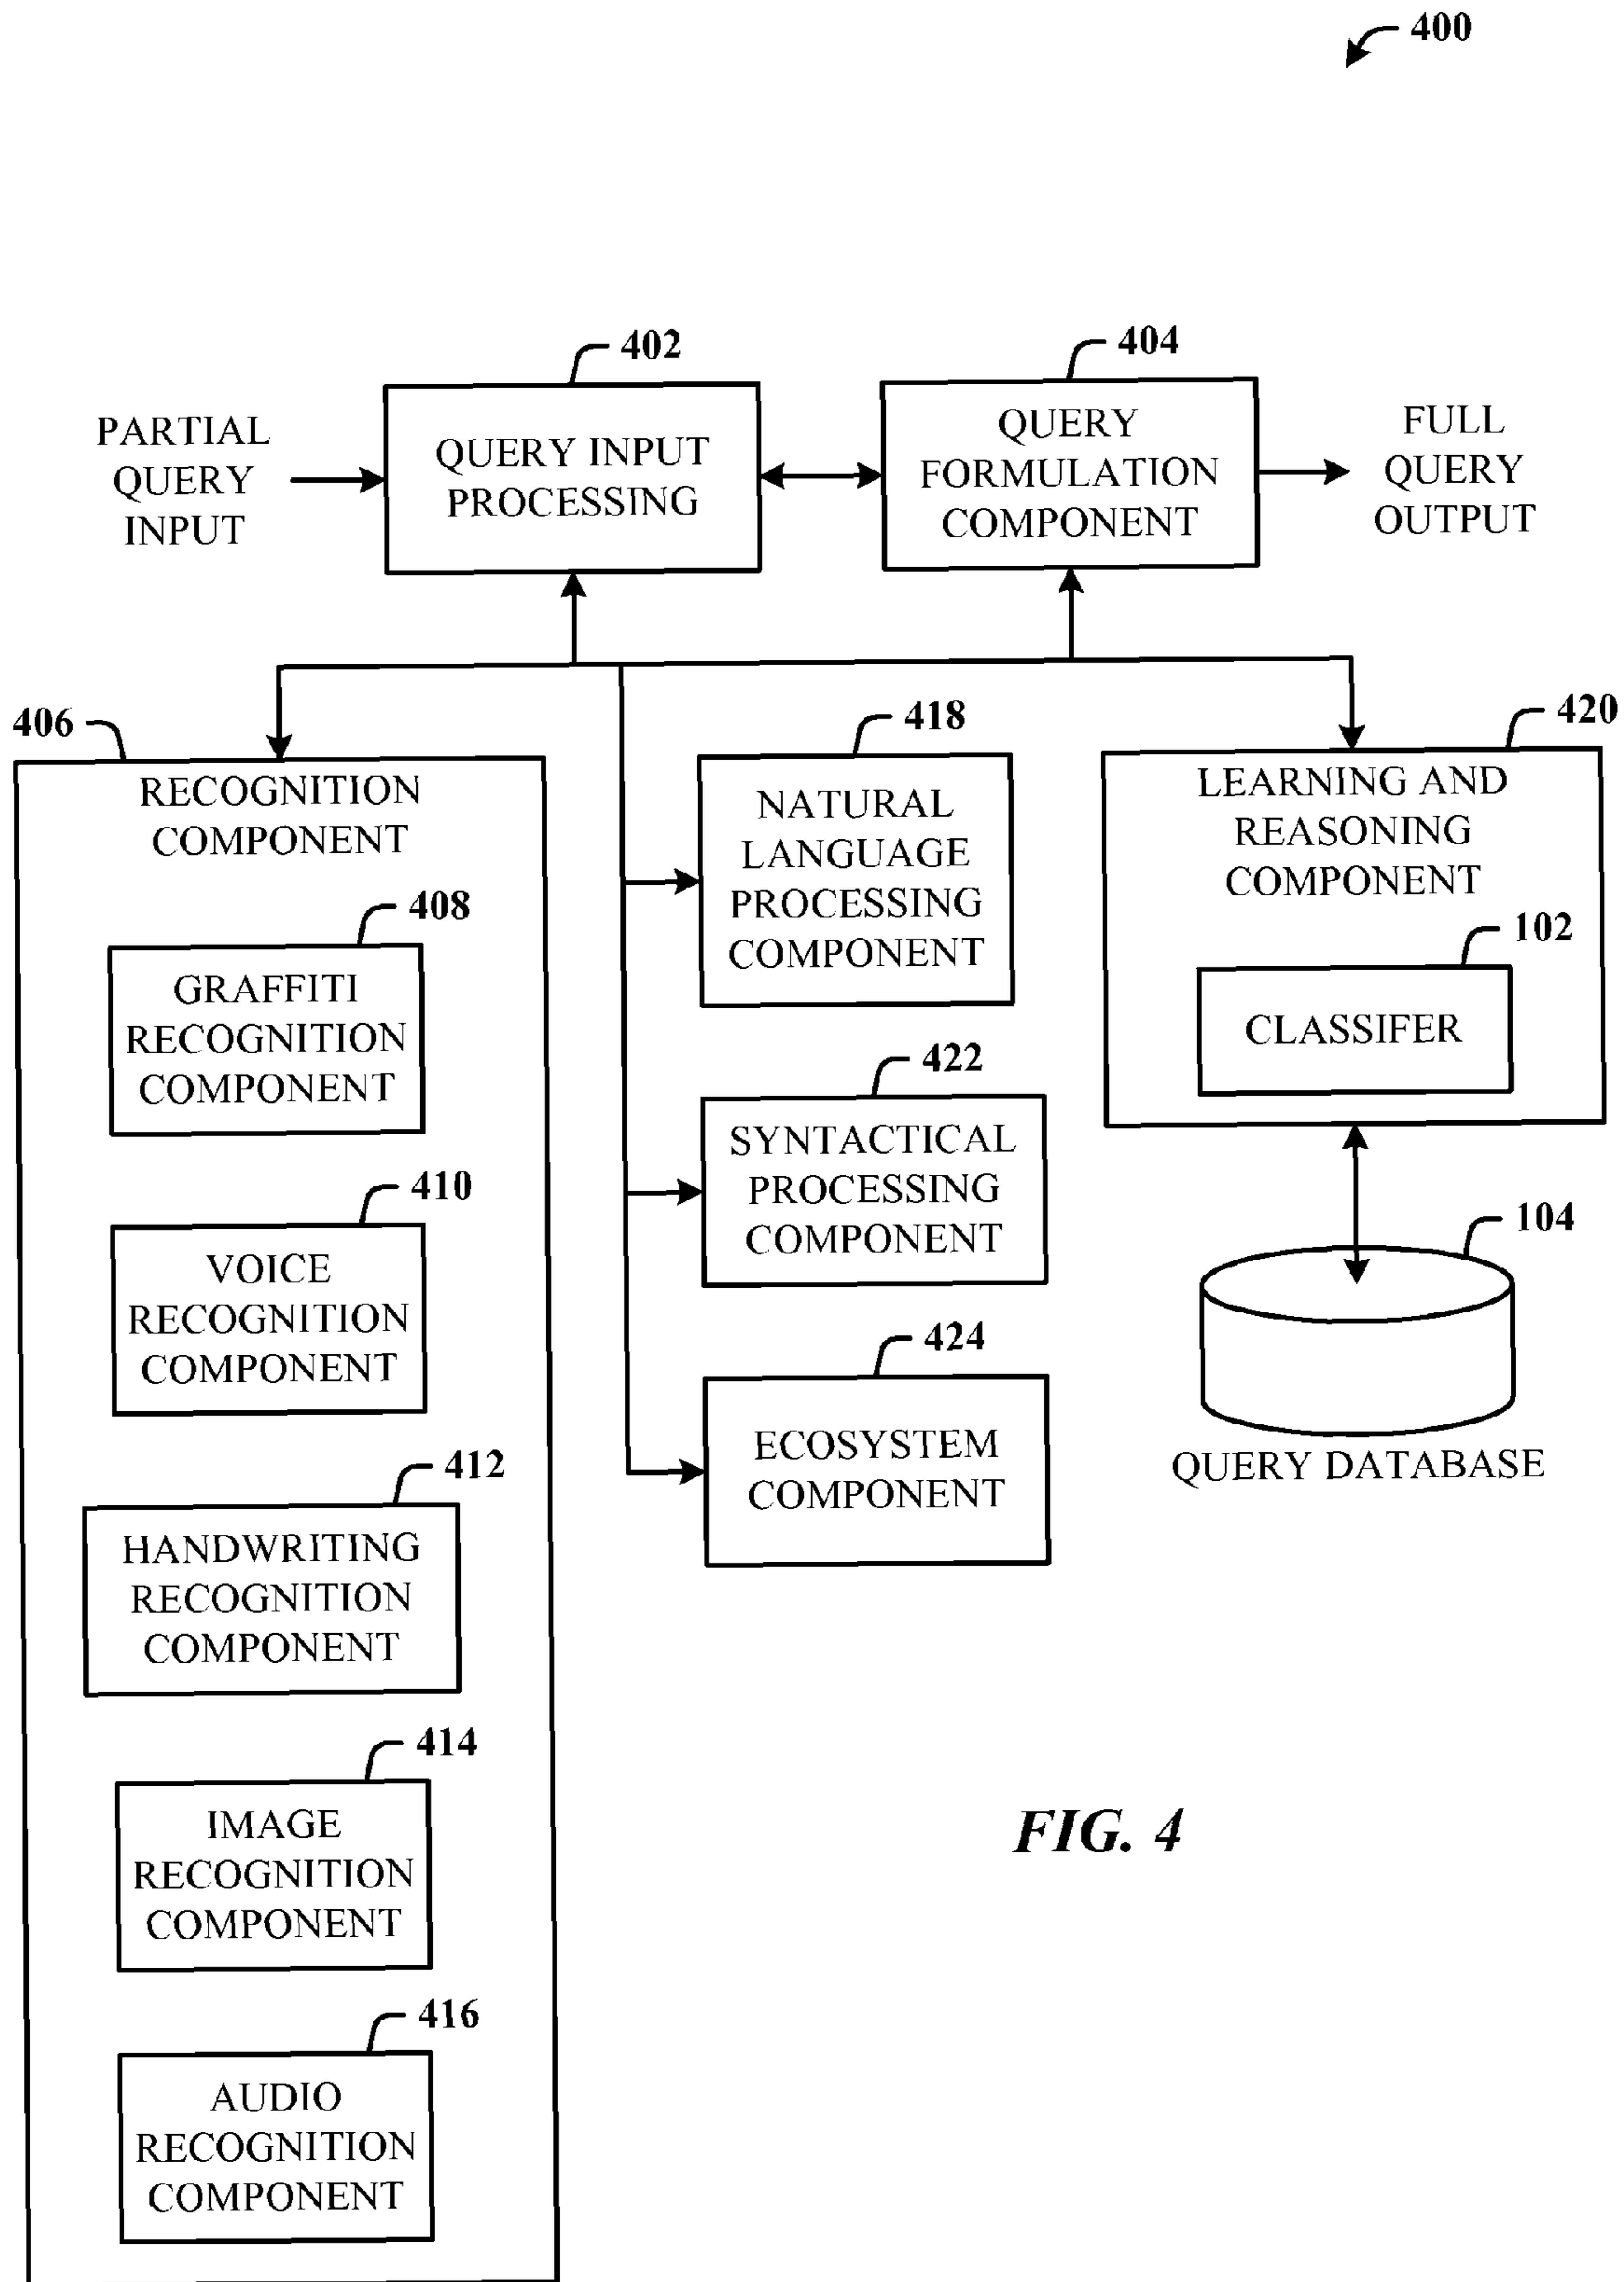 400
402
404
PARTIAL
QUERY
INPUT
QUERY INPUT
PROCESSING
QUERY
FORMULATION
COMPONENT
FULL
QUERY
OUTPUT
406
RECOGNITION
COMPONENT
408
GRAFFITI
RECOGNITION
COMPONENT
410
VOICE
RECOGNITION
COMPONENT
412
HANDWRITING
RECOGNITION
COMPONENT
414
IMAGE
RECOGNITION
COMPONENT
416
AUDIO
RECOGNITION
COMPONENT
418
NATURAL
LANGUAGE
PROCESSING
COMPONENT
422
SYNTACTICAL
PROCESSING
COMPONENT
424
ECOSYSTEM
COMPONENT
420
LEARNING AND
REASONING
COMPONENT
102
CLASSIFER
104
QUERY DATABASE
FIG. 4